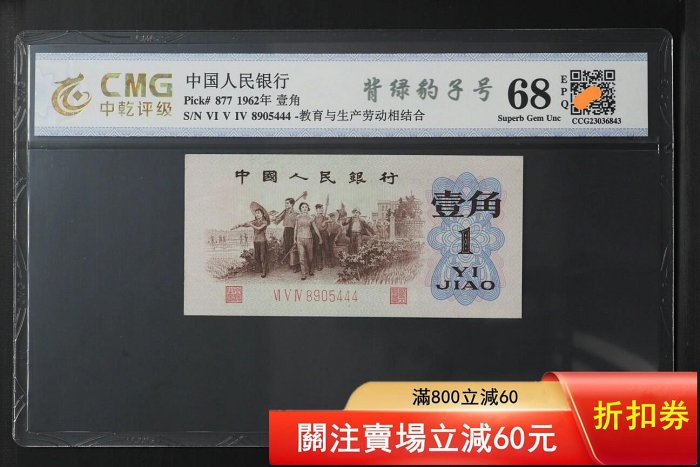 CMG
中乾评级
中国人民银行
Pick# 877 1962年 壹角
S/N VI V IV 8905444 -教育与生产劳动相结合
背绿豹子号
68
EPQ
Superb Gem Unc
CCG23036843
中國人民銀行
壹角
1
YI
JIAO
VI V IV 8905444
滿800立減60
關注賣場立減60元
折扣券